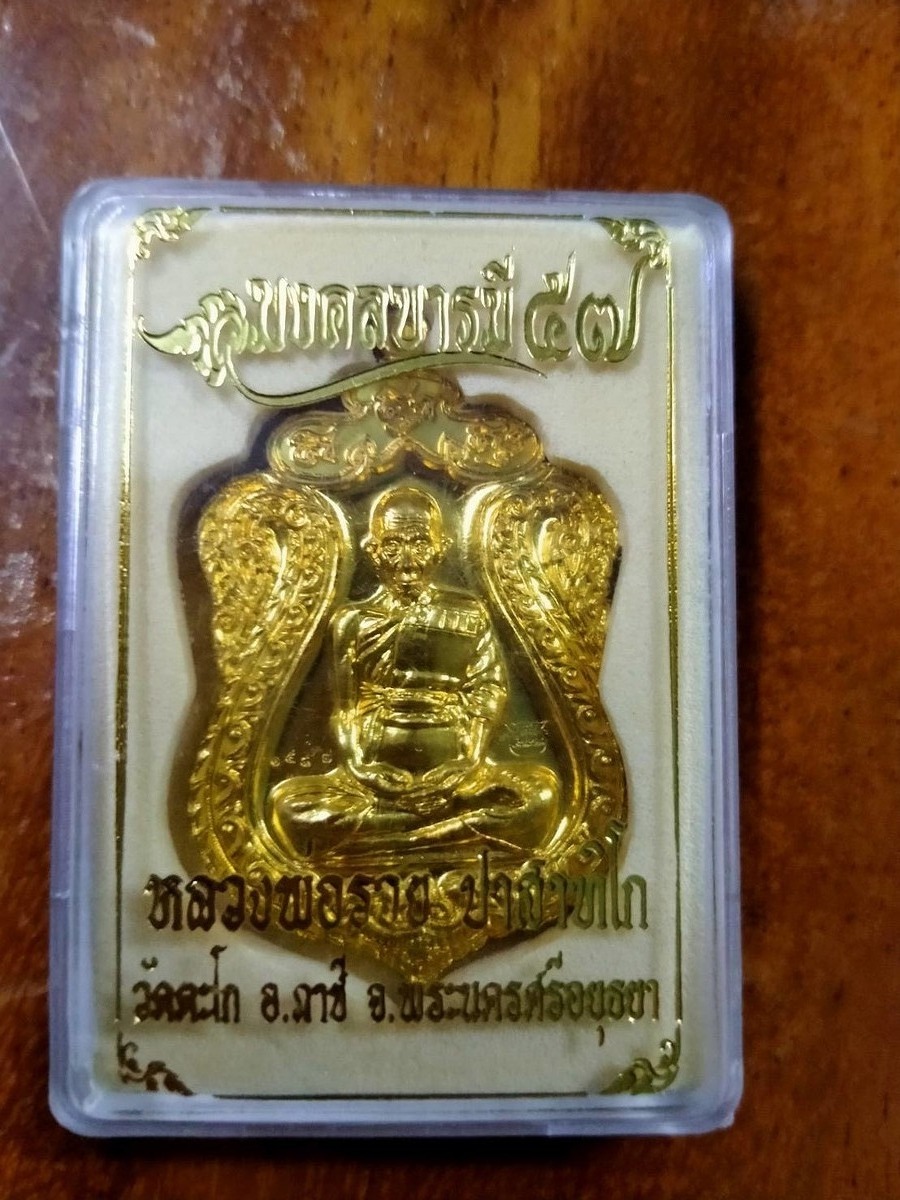 มงคลบารมี ๕๗
หลวงพ่อรวย ปาสาทิโก
วัดตะโก อ.ภาชี จ.พระนครศรีอยุธยา